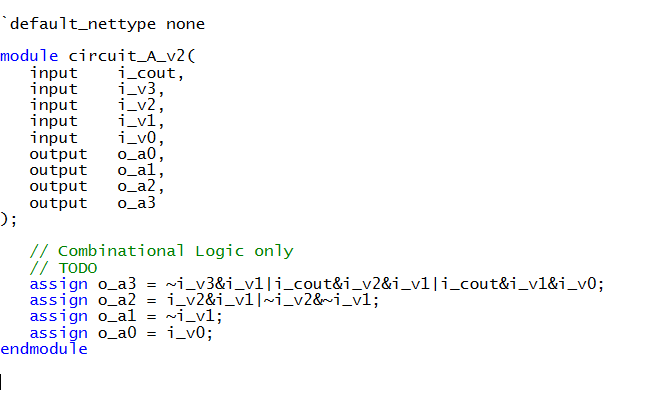 `default_nettype none
module circuit_A_v2(
input i_cout,
input i_v3,
input i_v2,
input i_v1,
input i_v0,
output o_a0,
output o_a1,
output o_a2,
output o_a3
);
// Combinational Logic only
// TODO
assign o_a3 = ~i_v3&i_v1|i_cout&i_v2&i_v1|i_cout&i_v1&i_v0;
assign o_a2 = i_v2&i_v1|~i_v2&~i_v1;
assign o_a1 = ~i_v1;
assign o_a0 = i_v0;
endmodule